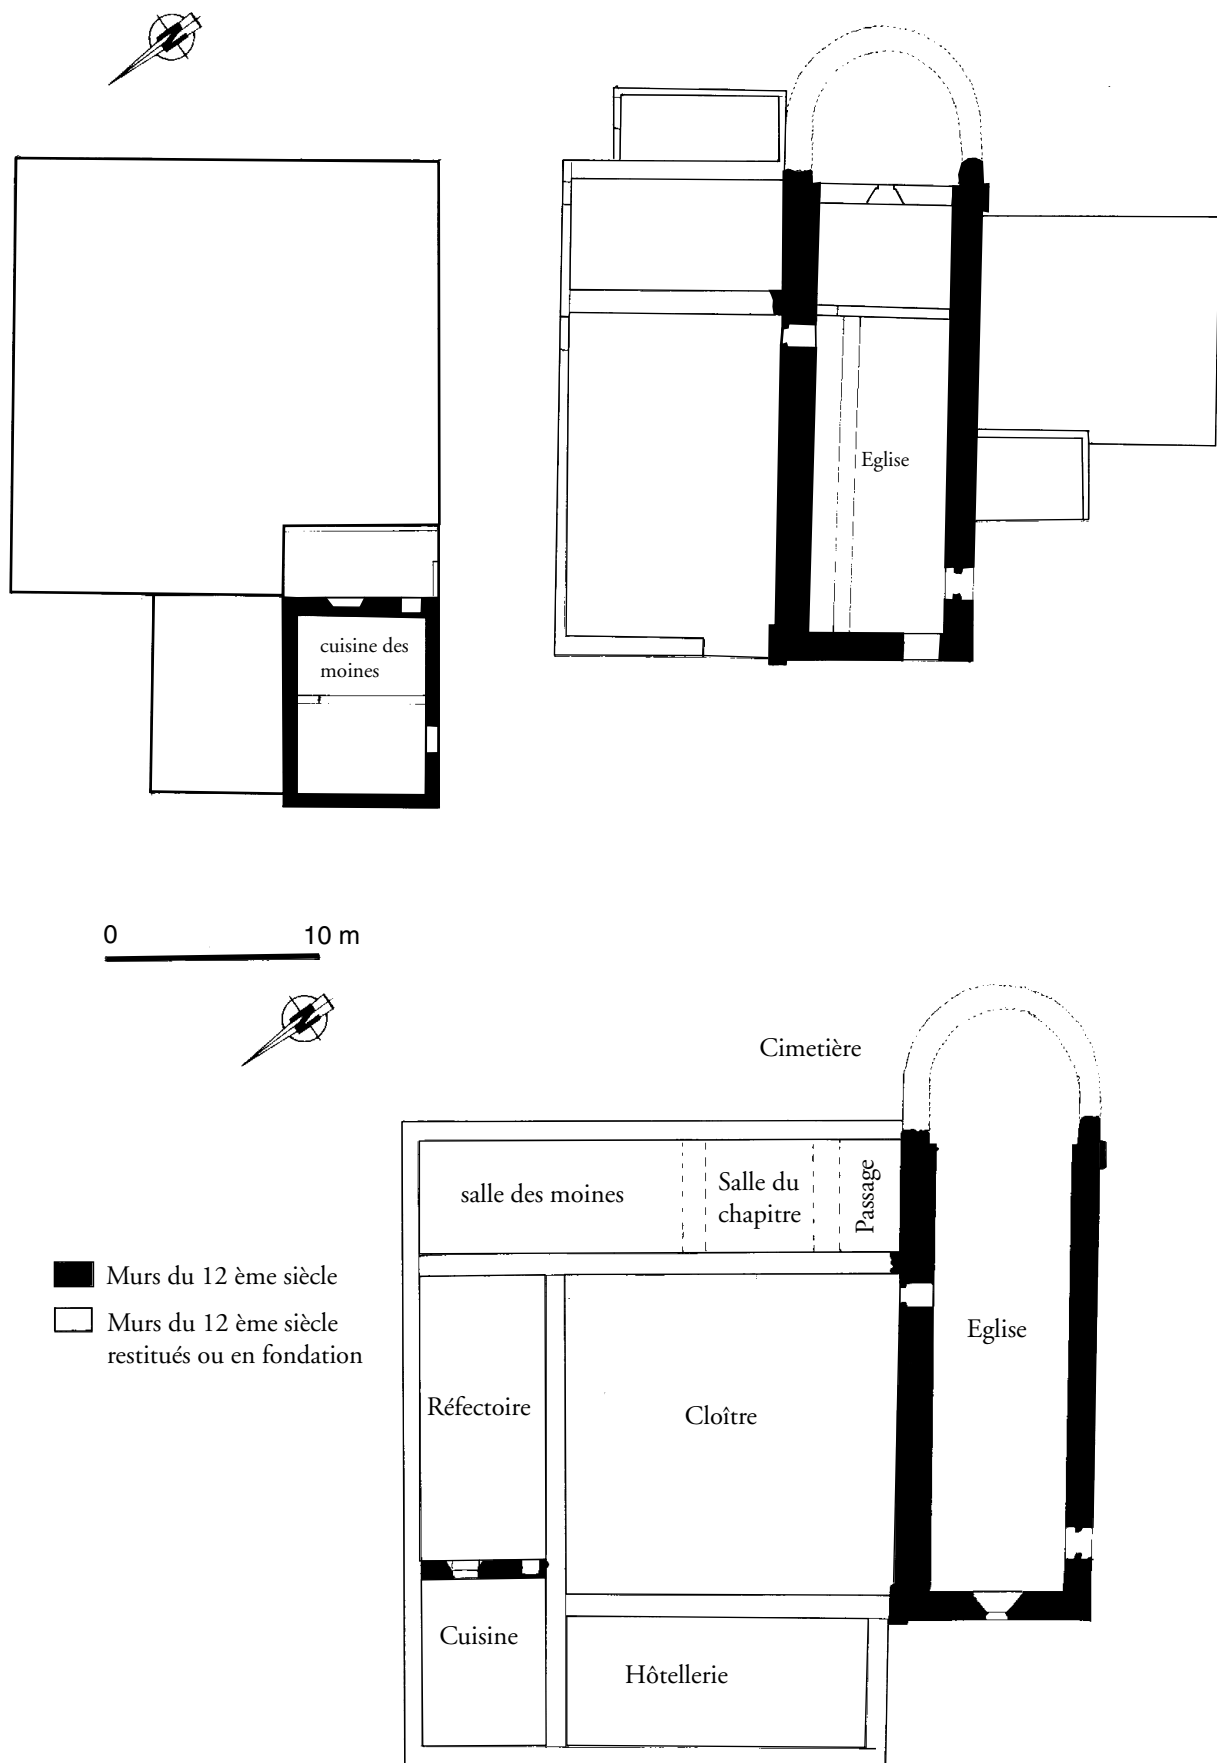 N
Eglise
cuisine des
moines
0 10 m
N
Cimetière
salle des moines
Salle du
chapitre
Passage
Murs du 12 ème siècle
Murs du 12 ème siècle
restitués ou en fondation
Eglise
Réfectoire
Cloître
Cuisine
Hôtellerie